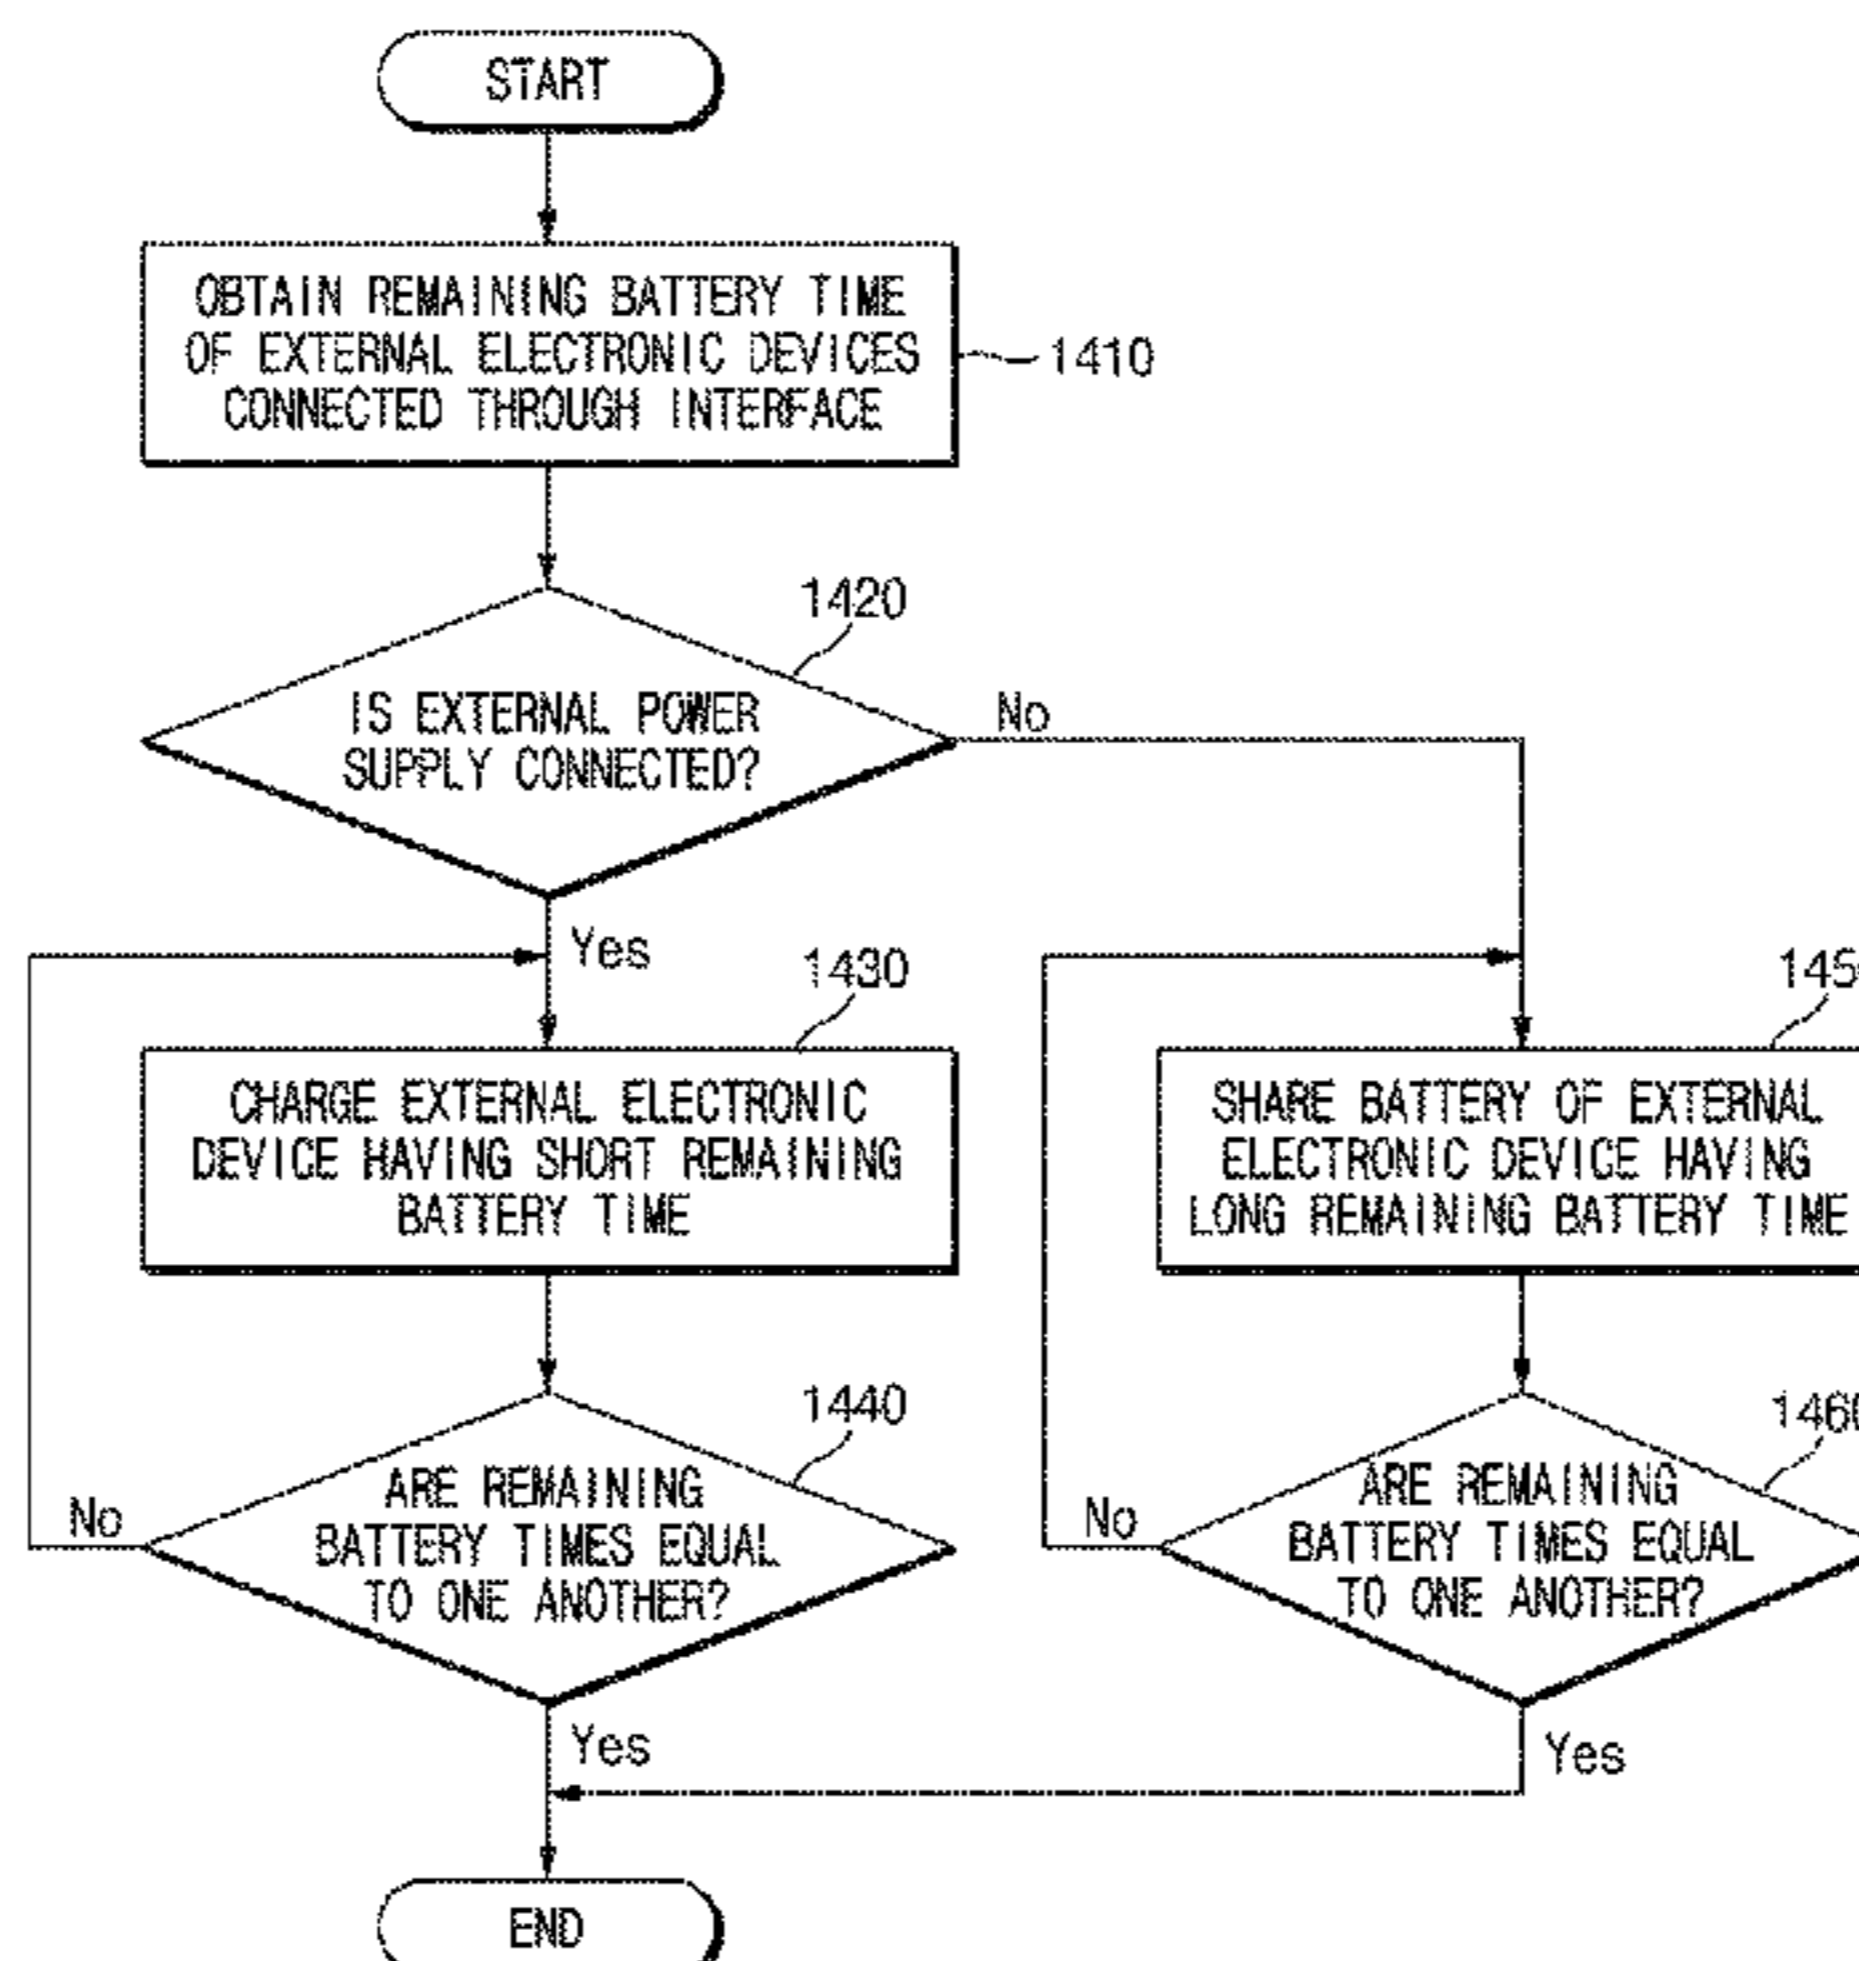 START
OBTAIN REMAINING BATTERY TIME
OF EXTERNAL ELECTRONIC DEVICES
CONNECTED THROUGH INTERFACE
1410
1420
IS EXTERNAL POWER
SUPPLY CONNECTED?
No
Yes
1430
CHARGE EXTERNAL ELECTRONIC
DEVICE HAVING SHORT REMAINING
BATTERY TIME
145
SHARE BATTERY OF EXTERNAL
ELECTRONIC DEVICE HAVING
LONG REMAINING BATTERY TIME
1440
ARE REMAINING
BATTERY TIMES EQUAL
TO ONE ANOTHER?
No
Yes
1460
ARE REMAINING
BATTERY TIMES EQUAL
TO ONE ANOTHER?
No
Yes
END